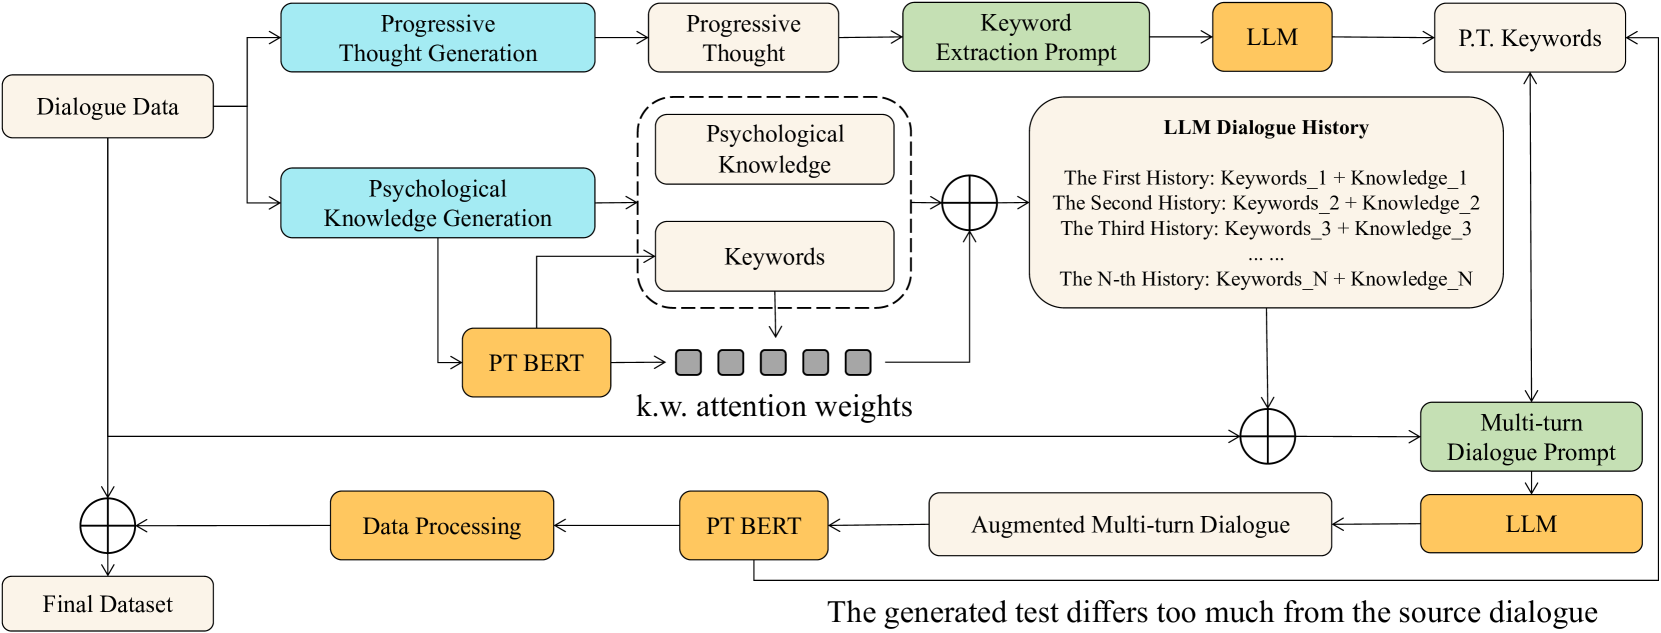 Progressive
Thought Generation
Progressive
Thought
Keyword
Extraction Prompt
LLM
P.T. Keywords
Dialogue Data
Psychological
Knowledge
LLM Dialogue History
The First History: Keywords_1 + Knowledge_1
The Second History: Keywords_2 + Knowledge_2
The Third History: Keywords_3 + Knowledge_3
... ...
The N-th History: Keywords_N + Knowledge_N
Psychological
Knowledge Generation
Keywords
PT BERT
k.w. attention weights
Multi-turn
Dialogue Prompt
Data Processing
PT BERT
Augmented Multi-turn Dialogue
LLM
Final Dataset
The generated test differs too much from the source dialogue